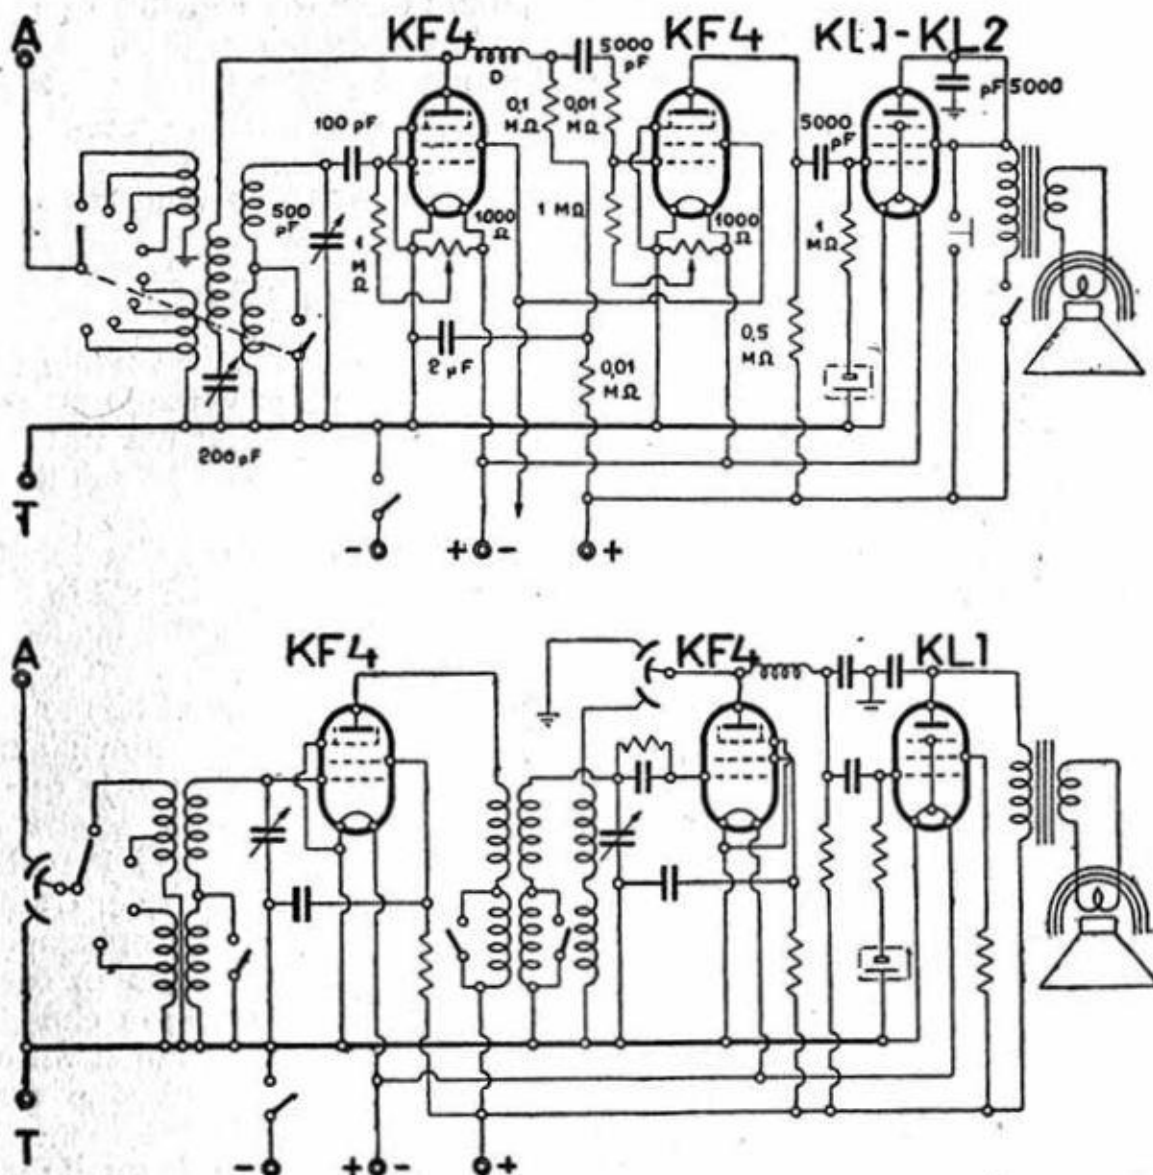 A
KF4
KF4
KL1-KL2
D
5000 pF
pF 5000
0,1 MΩ
0,01 MΩ
100 pF
5000 pF
500 pF
1 MΩ
1000 Ω
1 MΩ
1000 Ω
1 MΩ
2 µF
0,01 MΩ
0,5 MΩ
200 pF
T
- + - +
A
KF4
KF4
KL1
T
- + - +